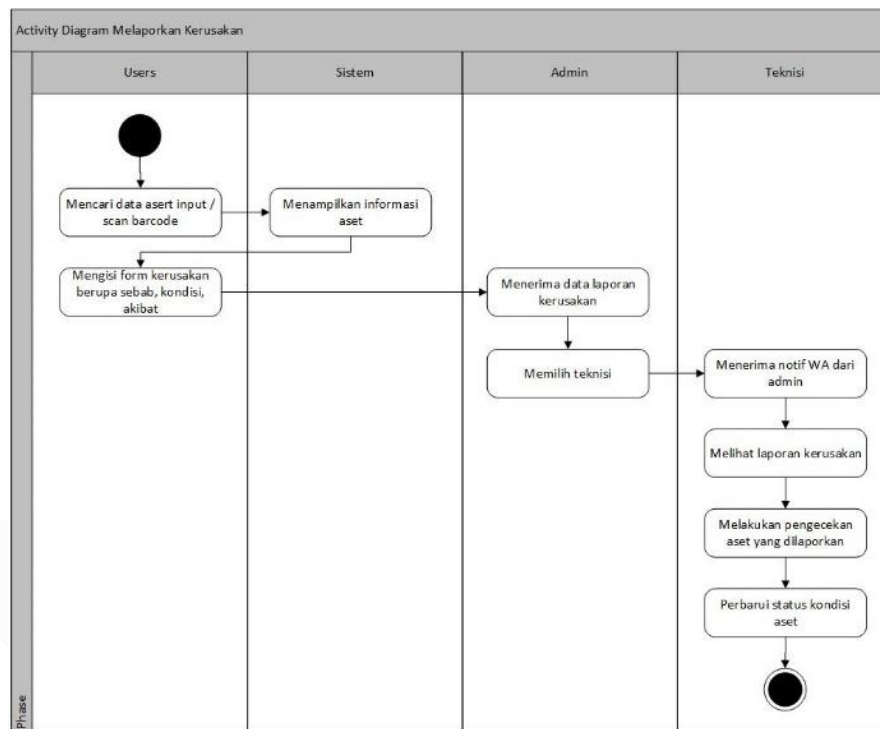 Activity Diagram Melaporkan Kerusakan
Users
Sistem
Admin
Teknisi
Mencari data asert input /
scan barcode
Menampilkan informasi
aset
Mengisi form kerusakan
berupa sebab, kondisi,
akibat
Menerima data laporan
kerusakan
Memilih teknisi
Menerima notif WA dari
admin
Melihat laporan kerusakan
Melakukan pengecekan
aset yang dilaporkan
Perbarui status kondisi
aset
Phase